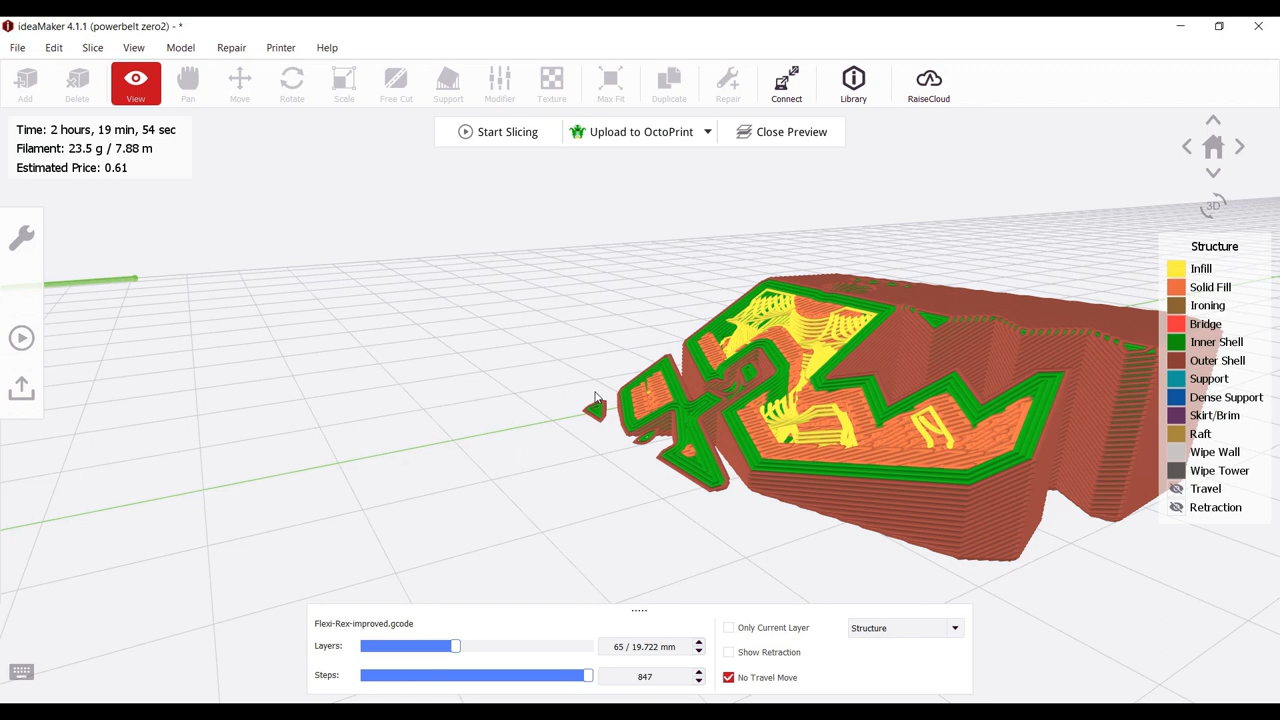 ideaMaker 4.1.1 (powerbelt zero2) - *
File Edit Slice View Model Repair Printer Help
Add Delete View Pan Move Rotate Scale Free Cut Support Modifier Texture Max Fit Duplicate Repair Connect Library RaiseCloud
Time: 2 hours, 19 min, 54 sec
Filament: 23.5 g / 7.88 m
Estimated Price: 0.61
Start Slicing Upload to OctoPrint Close Preview
3D
Structure
Infill
Solid Fill
Ironing
Bridge
Inner Shell
Outer Shell
Support
Dense Support
Skirt/Brim
Raft
Wipe Wall
Wipe Tower
Travel
Retraction
Flexi-Rex-improved.gcode
Layers: 65 / 19.722 mm
Steps: 847
Only Current Layer Structure
Show Retraction
No Travel Move